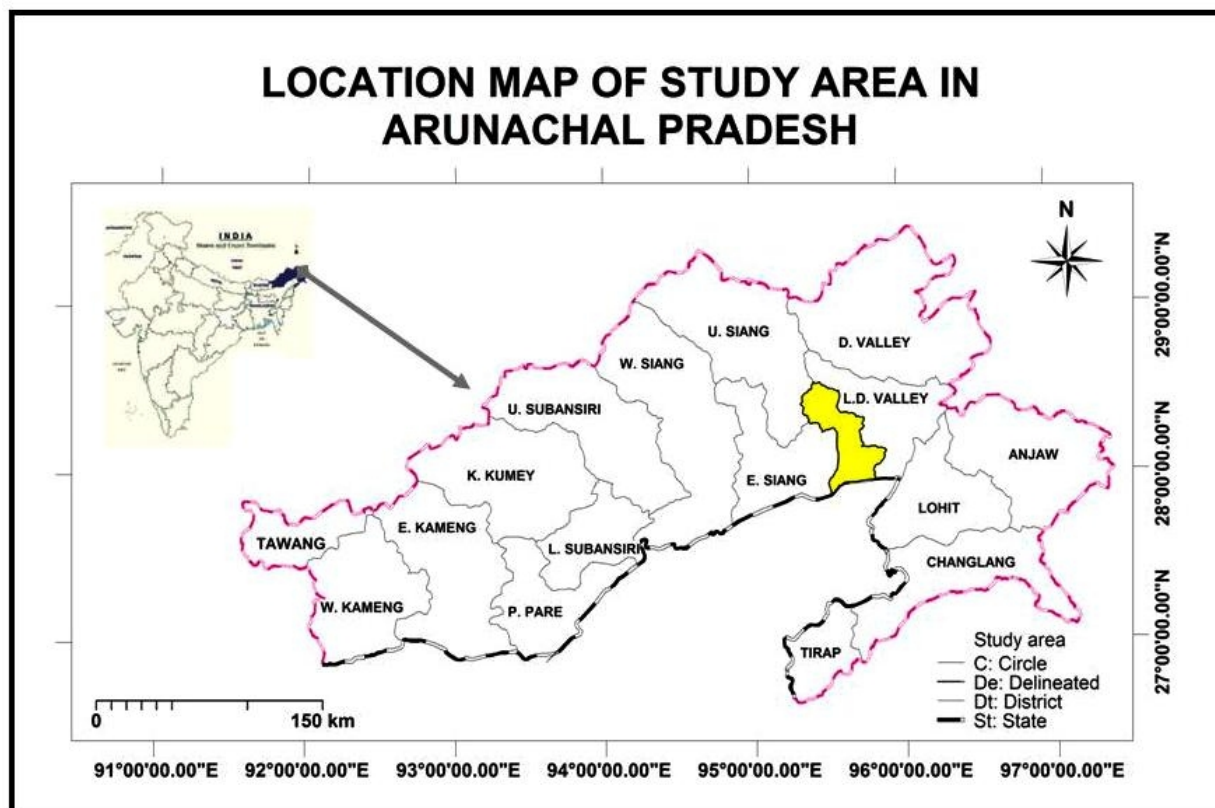 LOCATION MAP OF STUDY AREA IN
ARUNACHAL PRADESH
INDIA
N
29°00'00.00"N
28°00'00.00"N
27°00'00.00"N
U. SIANG
D. VALLEY
W. SIANG
L.D. VALLEY
U. SUBANSIRI
ANJAW
K. KUMEY
E. SIANG
LOHIT
E. KAMENG
TAWANG
L. SUBANSIRI
CHANGLANG
W. KAMENG
P. PARE
TIRAP
Study area
C: Circle
De: Delineated
Dt: District
St: State
0 150 km
91°00'00.00"E 92°00'00.00"E 93°00'00.00"E 94°00'00.00"E 95°00'00.00"E 96°00'00.00"E 97°00'00.00"E